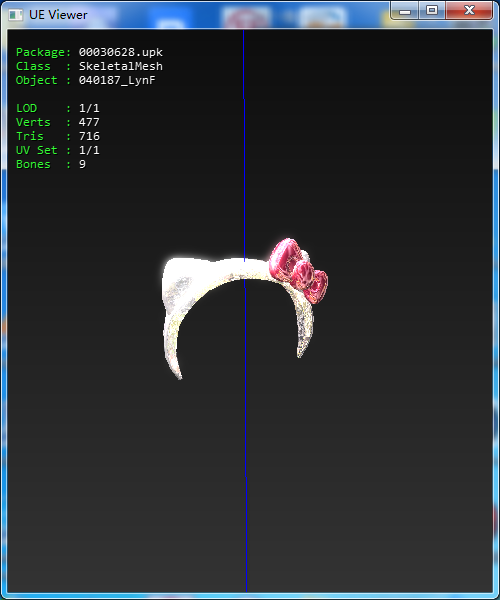 UE Viewer
Package: 00030628.upk
Class : SkeletalMesh
Object : 040187_LynF
LOD : 1/1
Verts : 477
Tris : 716
UV Set : 1/1
Bones : 9